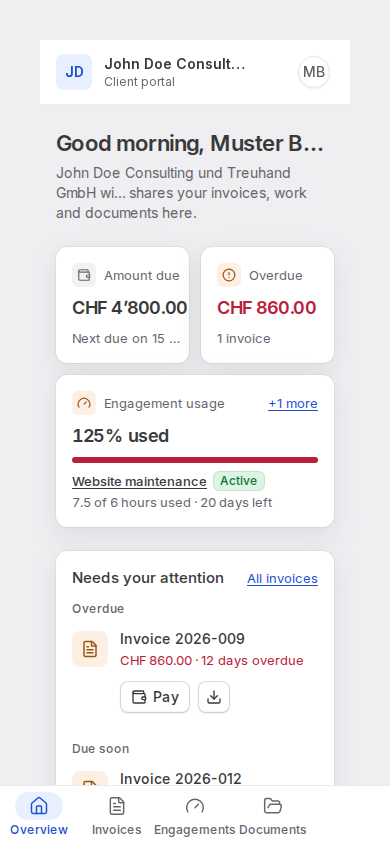 JD
John Doe Consult…
Client portal
MB
Good morning, Muster B…
John Doe Consulting und Treuhand
GmbH wi… shares your invoices, work
and documents here.
Amount due
CHF 4’800.00
Next due on 15 …
Overdue
CHF 860.00
1 invoice
Engagement usage
+1 more
125% used
Website maintenance
Active
7.5 of 6 hours used · 20 days left
Needs your attention
All invoices
Overdue
Invoice 2026-009
CHF 860.00 · 12 days overdue
Pay
Due soon
Invoice 2026-012
Overview
Invoices
Engagements
Documents